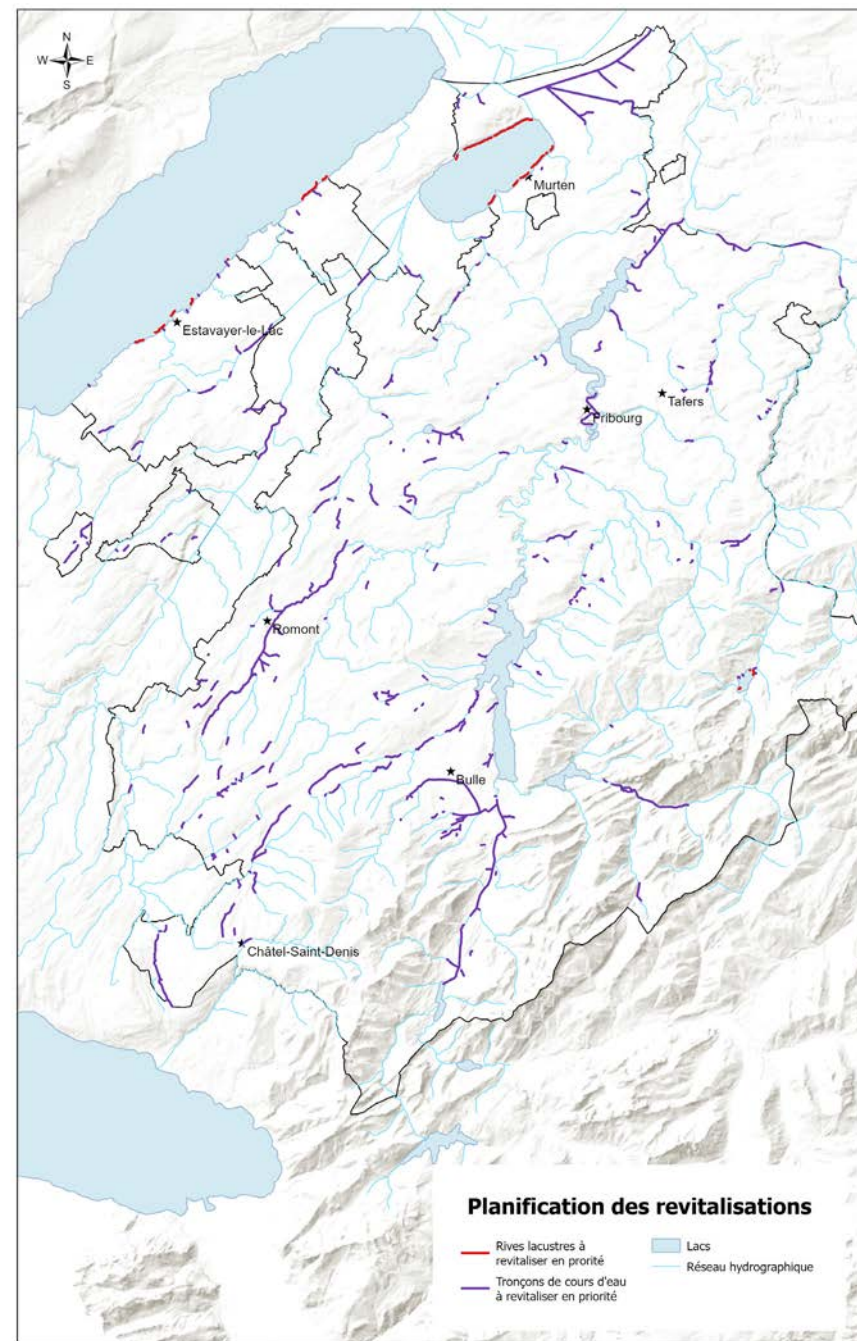 N
W E
S
Murten
Estavayer-le-Lac
Tafers
Fribourg
Romont
Bulle
Châtel-Saint-Denis
Planification des revitalisations
Rives lacustres à
revitaliser en prorité
Tronçons de cours d'eau
à revitaliser en priorité
Lacs
Réseau hydrographique